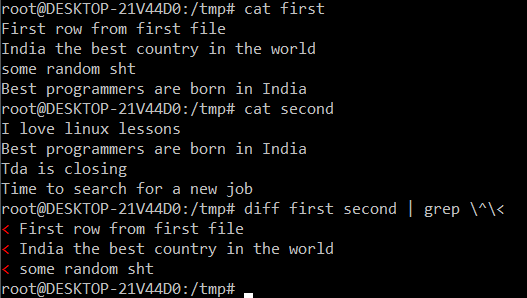 root@DESKTOP-21V44D0:/tmp# cat first
First row from first file
India the best country in the world
some random sht
Best programmers are born in India
root@DESKTOP-21V44D0:/tmp# cat second
I love linux lessons
Best programmers are born in India
Tda is closing
Time to search for a new job
root@DESKTOP-21V44D0:/tmp# diff first second | grep \^\<
< First row from first file
< India the best country in the world
< some random sht
root@DESKTOP-21V44D0:/tmp#